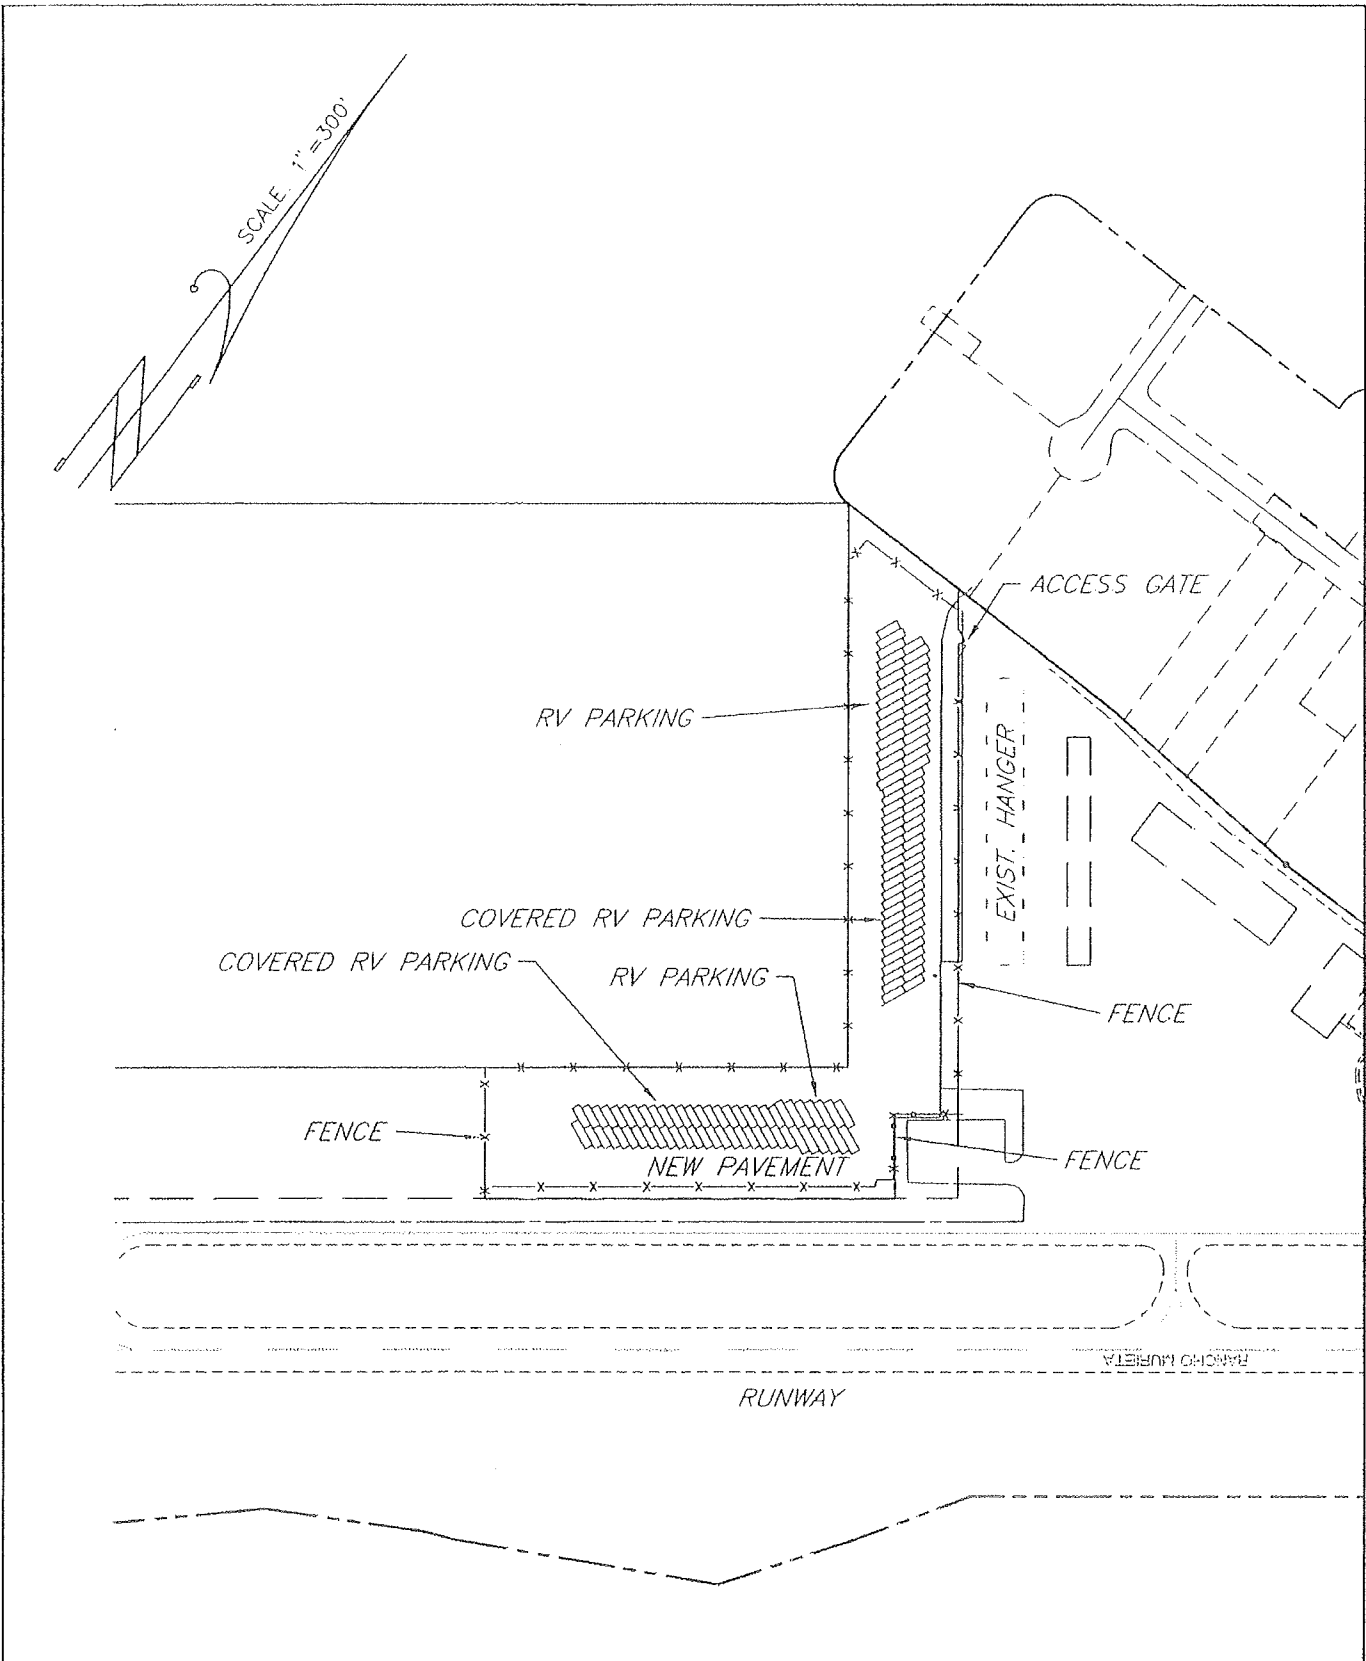 SCALE. 1"=300'
N
ACCESS GATE
RV PARKING
EXIST. HANGER
COVERED RV PARKING
COVERED RV PARKING
RV PARKING
FENCE
FENCE
FENCE
NEW PAVEMENT
RANCHO MURIETA
RUNWAY